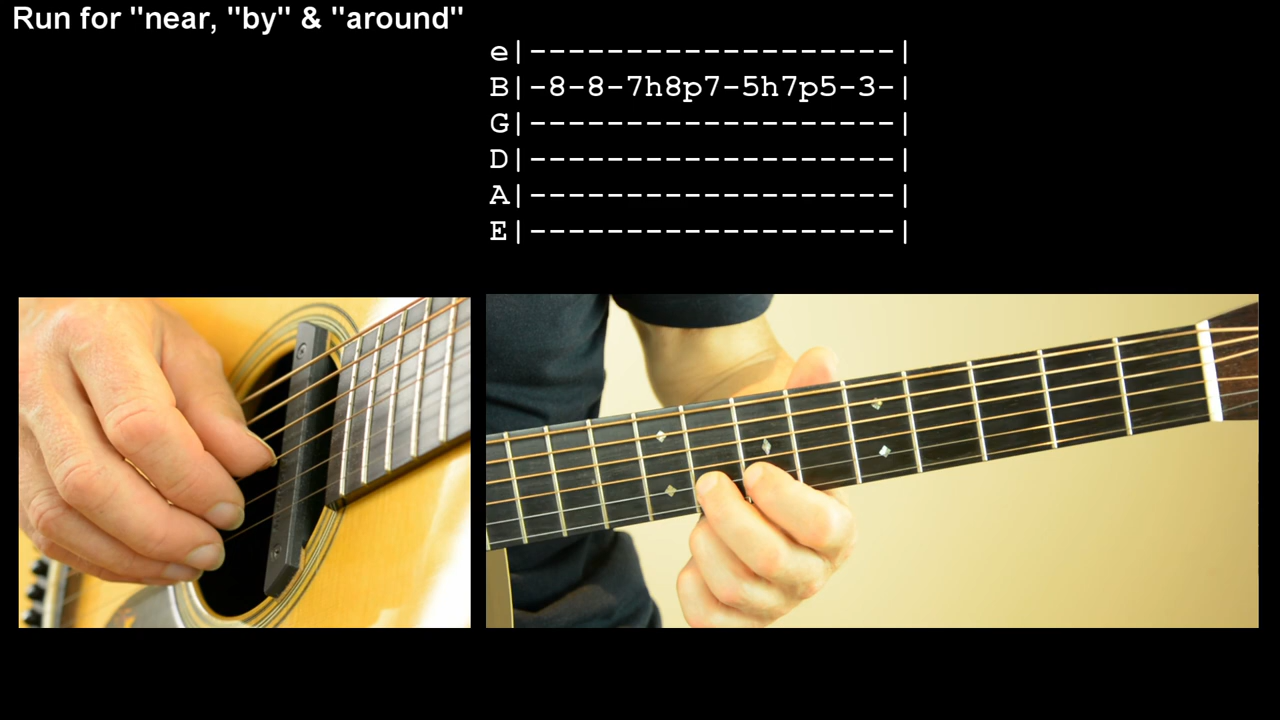 Run for "near, "by" & "around"
e|-------------------|
B|-8-8-7h8p7-5h7p5-3-|
G|-------------------|
D|-------------------|
A|-------------------|
E|-------------------|